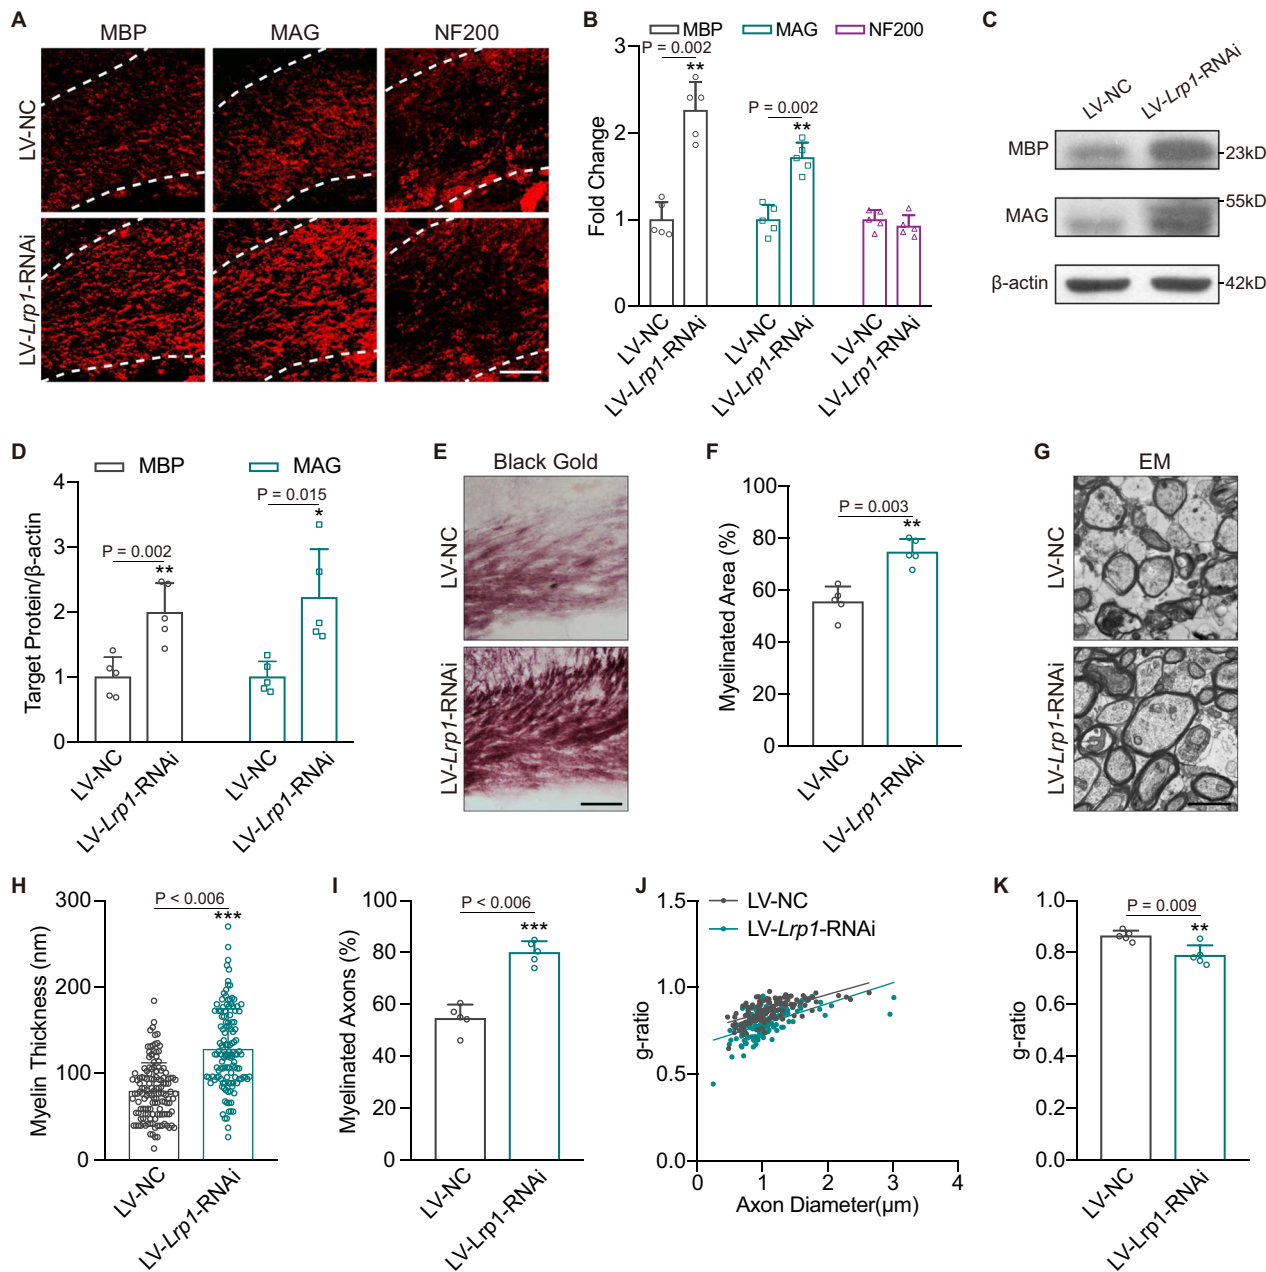 A
MBP
MAG
NF200
LV-NC
LV-Lrp1-RNAi
B
MBP
MAG
NF200
Fold Change
3
2
1
0
P = 0.002
**
P = 0.002
**
LV-NC
LV-Lrp1-RNAi
LV-NC
LV-Lrp1-RNAi
LV-NC
LV-Lrp1-RNAi
C
LV-NC
LV-Lrp1-RNAi
MBP
23kD
55kD
MAG
β-actin
42kD
D
MBP
MAG
Target Protein/β-actin
4
3
2
1
0
P = 0.002
**
P = 0.015
*
LV-NC
LV-Lrp1-RNAi
LV-NC
LV-Lrp1-RNAi
E
Black Gold
LV-NC
LV-Lrp1-RNAi
F
Myelinated Area (%)
100
80
60
40
20
0
P = 0.003
**
LV-NC
LV-Lrp1-RNAi
G
EM
LV-NC
LV-Lrp1-RNAi
H
Myelin Thickness (nm)
300
200
100
0
P < 0.006
***
LV-NC
LV-Lrp1-RNAi
I
Myelinated Axons (%)
100
80
60
40
20
0
P < 0.006
***
LV-NC
LV-Lrp1-RNAi
J
LV-NC
LV-Lrp1-RNAi
g-ratio
1.5
1.0
0.5
0.0
0
1
2
3
4
Axon Diameter(μm)
K
g-ratio
1.0
0.8
0.6
0.4
0.2
0.0
P = 0.009
**
LV-NC
LV-Lrp1-RNAi